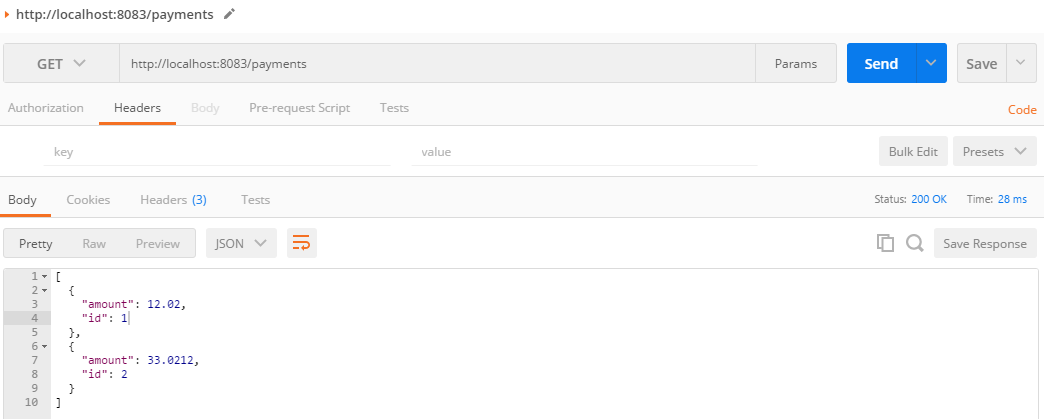 http://localhost:8083/payments
GET http://localhost:8083/payments Params Send Save
Authorization Headers Body Pre-request Script Tests Code
key value Bulk Edit Presets
Body Cookies Headers (3) Tests Status: 200 OK Time: 28 ms
Pretty Raw Preview JSON Save Response
1 [
2 {
3 "amount": 12.02,
4 "id": 1
5 },
6 {
7 "amount": 33.0212,
8 "id": 2
9 }
10 ]